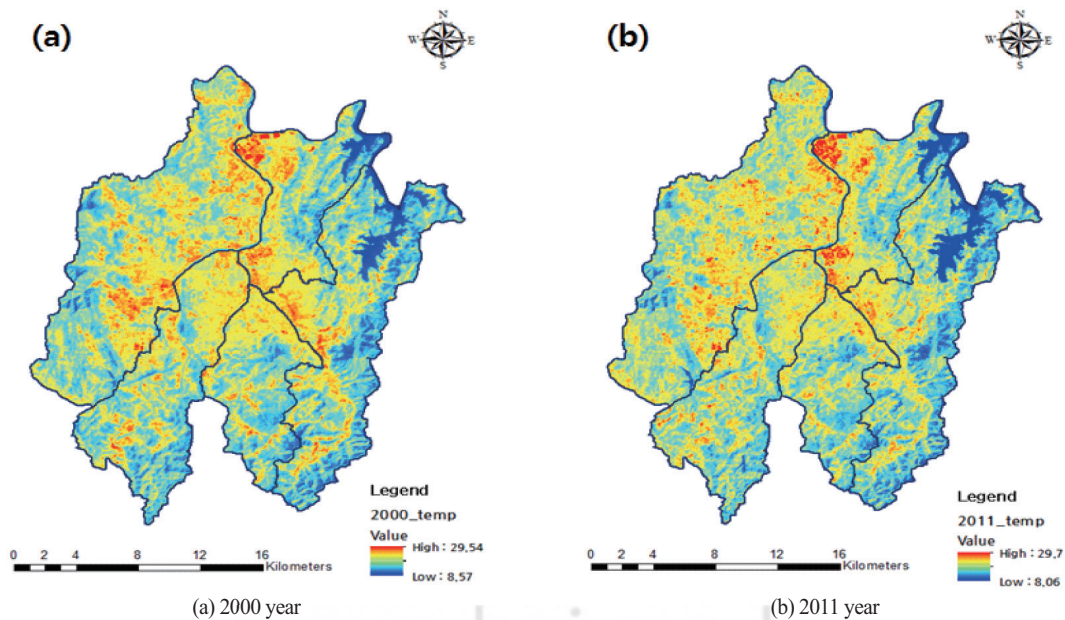 (a)
N
W E
S
Legend
2000_temp
Value
High : 29,54
Low : 8,57
0 2 4 8 12 16
Kilometers
(a) 2000 year
(b)
N
W E
S
Legend
2011_temp
Value
High : 29,7
Low : 8,06
0 2 4 8 12 16
Kilometers
(b) 2011 year